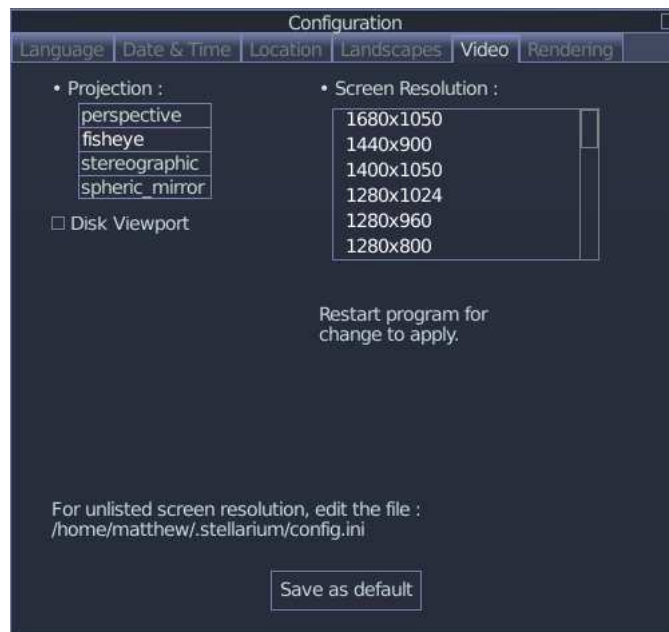 Configuration
Language Date & Time Location Landscapes Video Rendering
• Projection :
perspective
fisheye
stereographic
spheric_mirror
Disk Viewport
• Screen Resolution :
1680x1050
1440x900
1400x1050
1280x1024
1280x960
1280x800
Restart program for
change to apply.
For unlisted screen resolution, edit the file :
/home/matthew/.stellarium/config.ini
Save as default